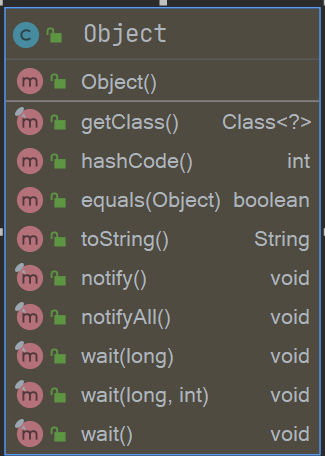 C Object
m Object()
m getClass() Class<?>
m hashCode() int
m equals(Object) boolean
m toString() String
m notify() void
m notifyAll() void
m wait(long) void
m wait(long, int) void
m wait() void